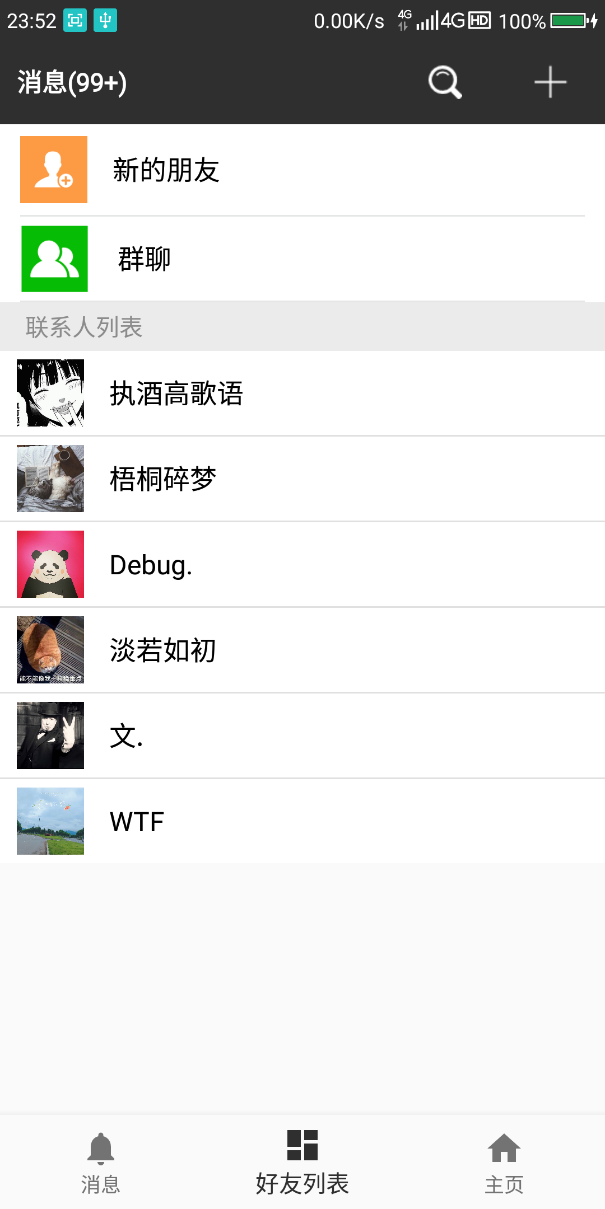 23:52 0.00K/s 4G 4G HD 100%
消息(99+)
新的朋友
群聊
联系人列表
执酒高歌语
梧桐碎梦
Debug.
淡若如初
文.
WTF
消息 好友列表 主页